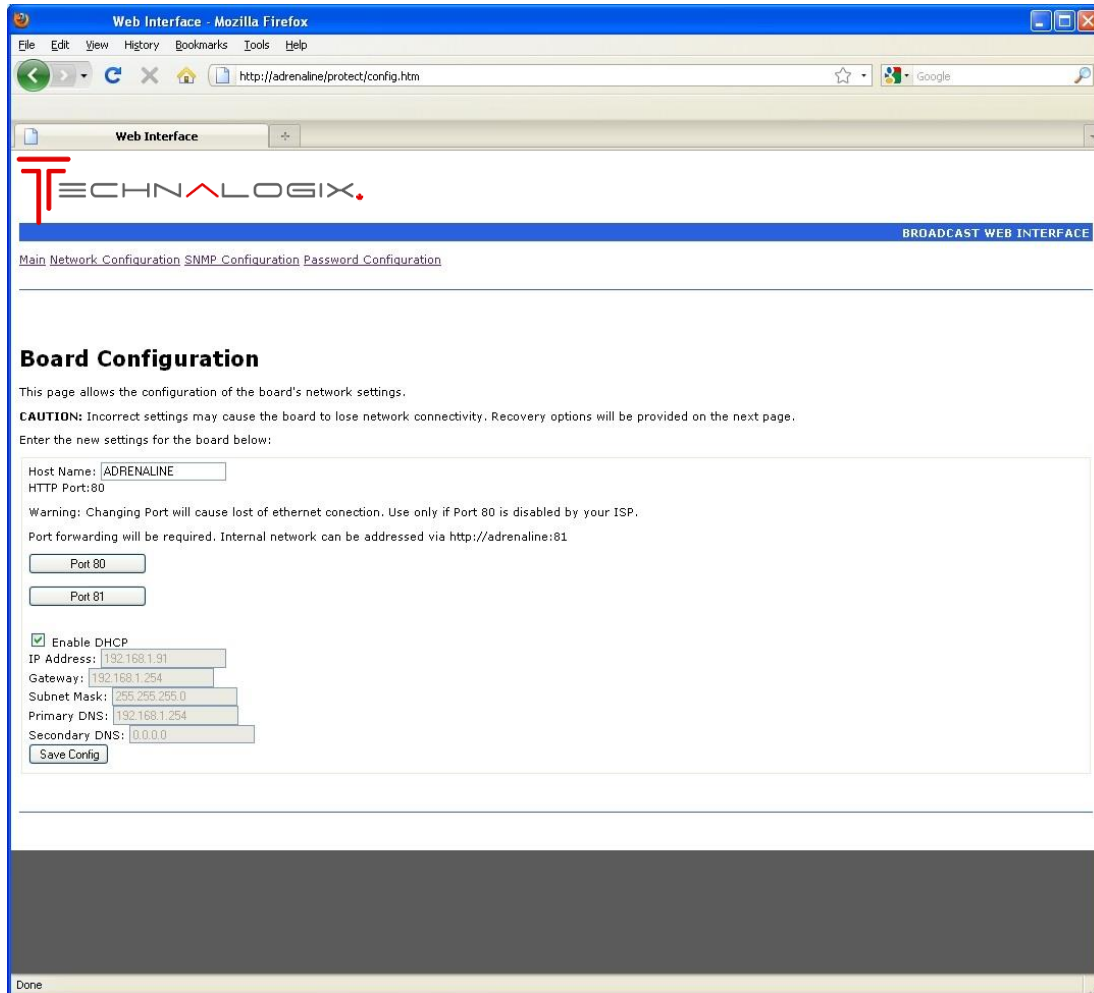 Web Interface - Mozilla Firefox
File Edit View History Bookmarks Tools Help
http://adrenaline/protect/config.htm
Google
Web Interface
TECHNALOGIX
BROADCAST WEB INTERFACE
Main Network Configuration SNMP Configuration Password Configuration
Board Configuration
This page allows the configuration of the board's network settings.
CAUTION: Incorrect settings may cause the board to lose network connectivity. Recovery options will be provided on the next page.
Enter the new settings for the board below:
Host Name: ADRENALINE
HTTP Port:80
Warning: Changing Port will cause lost of ethernet conection. Use only if Port 80 is disabled by your ISP.
Port forwarding will be required. Internal network can be addressed via http://adrenaline:81
Port 80
Port 81
Enable DHCP
IP Address: 192.168.1.91
Gateway: 192.168.1.254
Subnet Mask: 255.255.255.0
Primary DNS: 192.168.1.254
Secondary DNS: 0.0.0.0
Save Config
Done